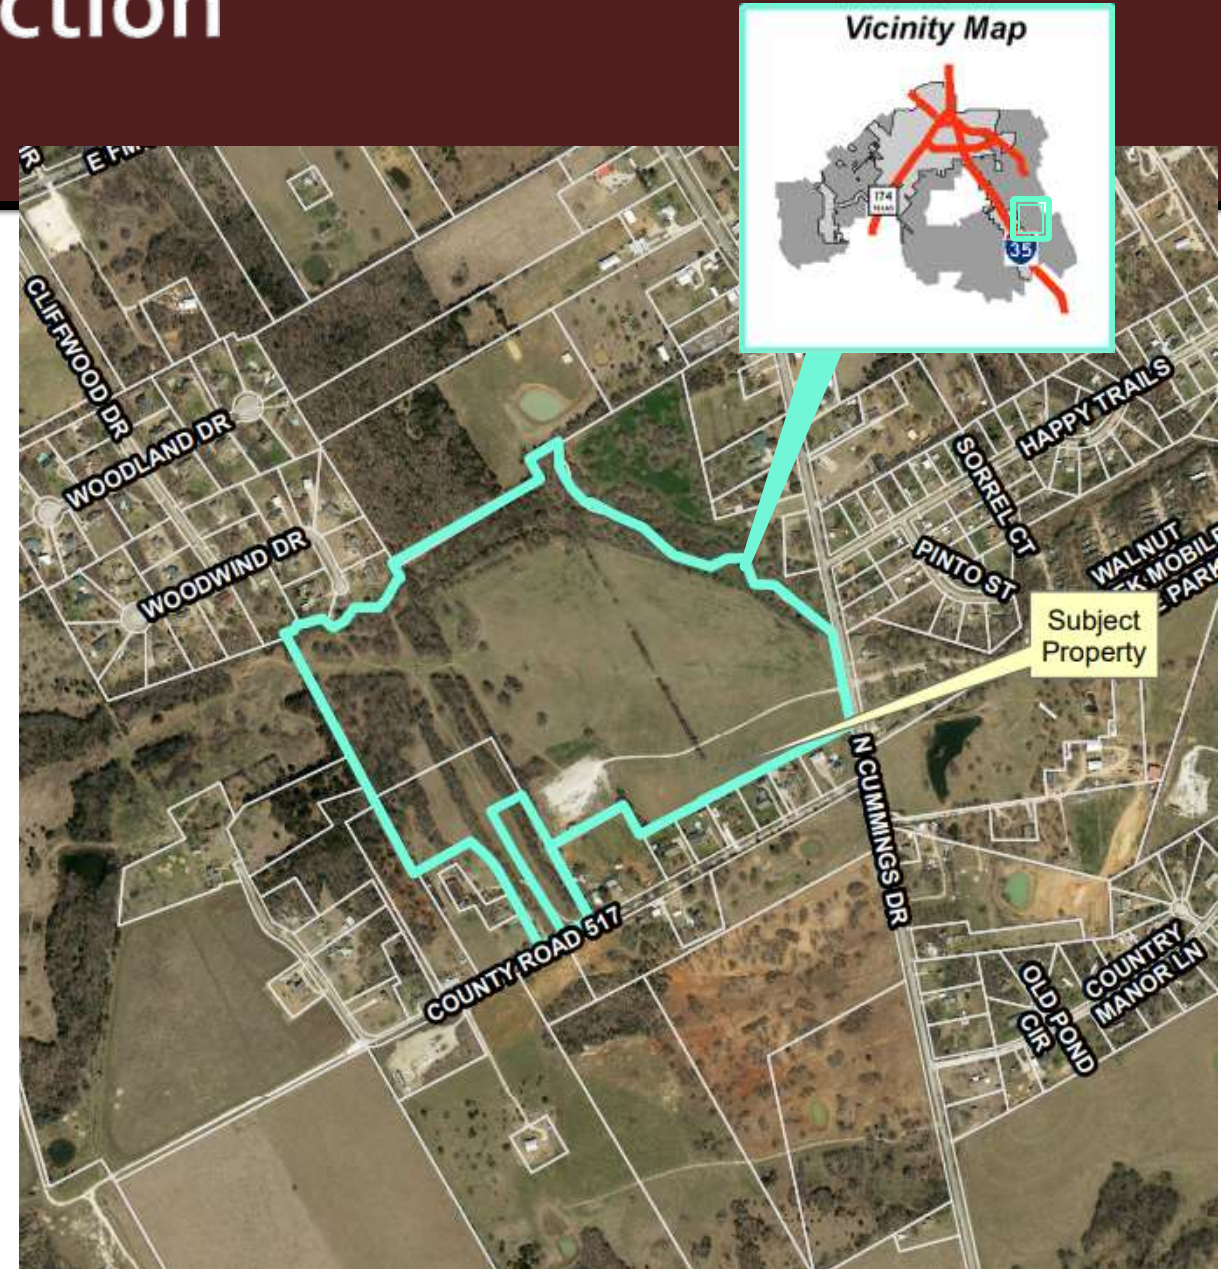 ction
Vicinity Map
174
35
E FM
CLIFFWOOD DR
WOODLAND DR
WOODWIND DR
HAPPY TRAILS
SORREL CT
PINTO ST
WALNUT
EK MOBILE
E PARK
Subject
Property
N CUMMINGS DR
COUNTY ROAD 517
COUNTRY
MANOR LN
OLD POND
CIR